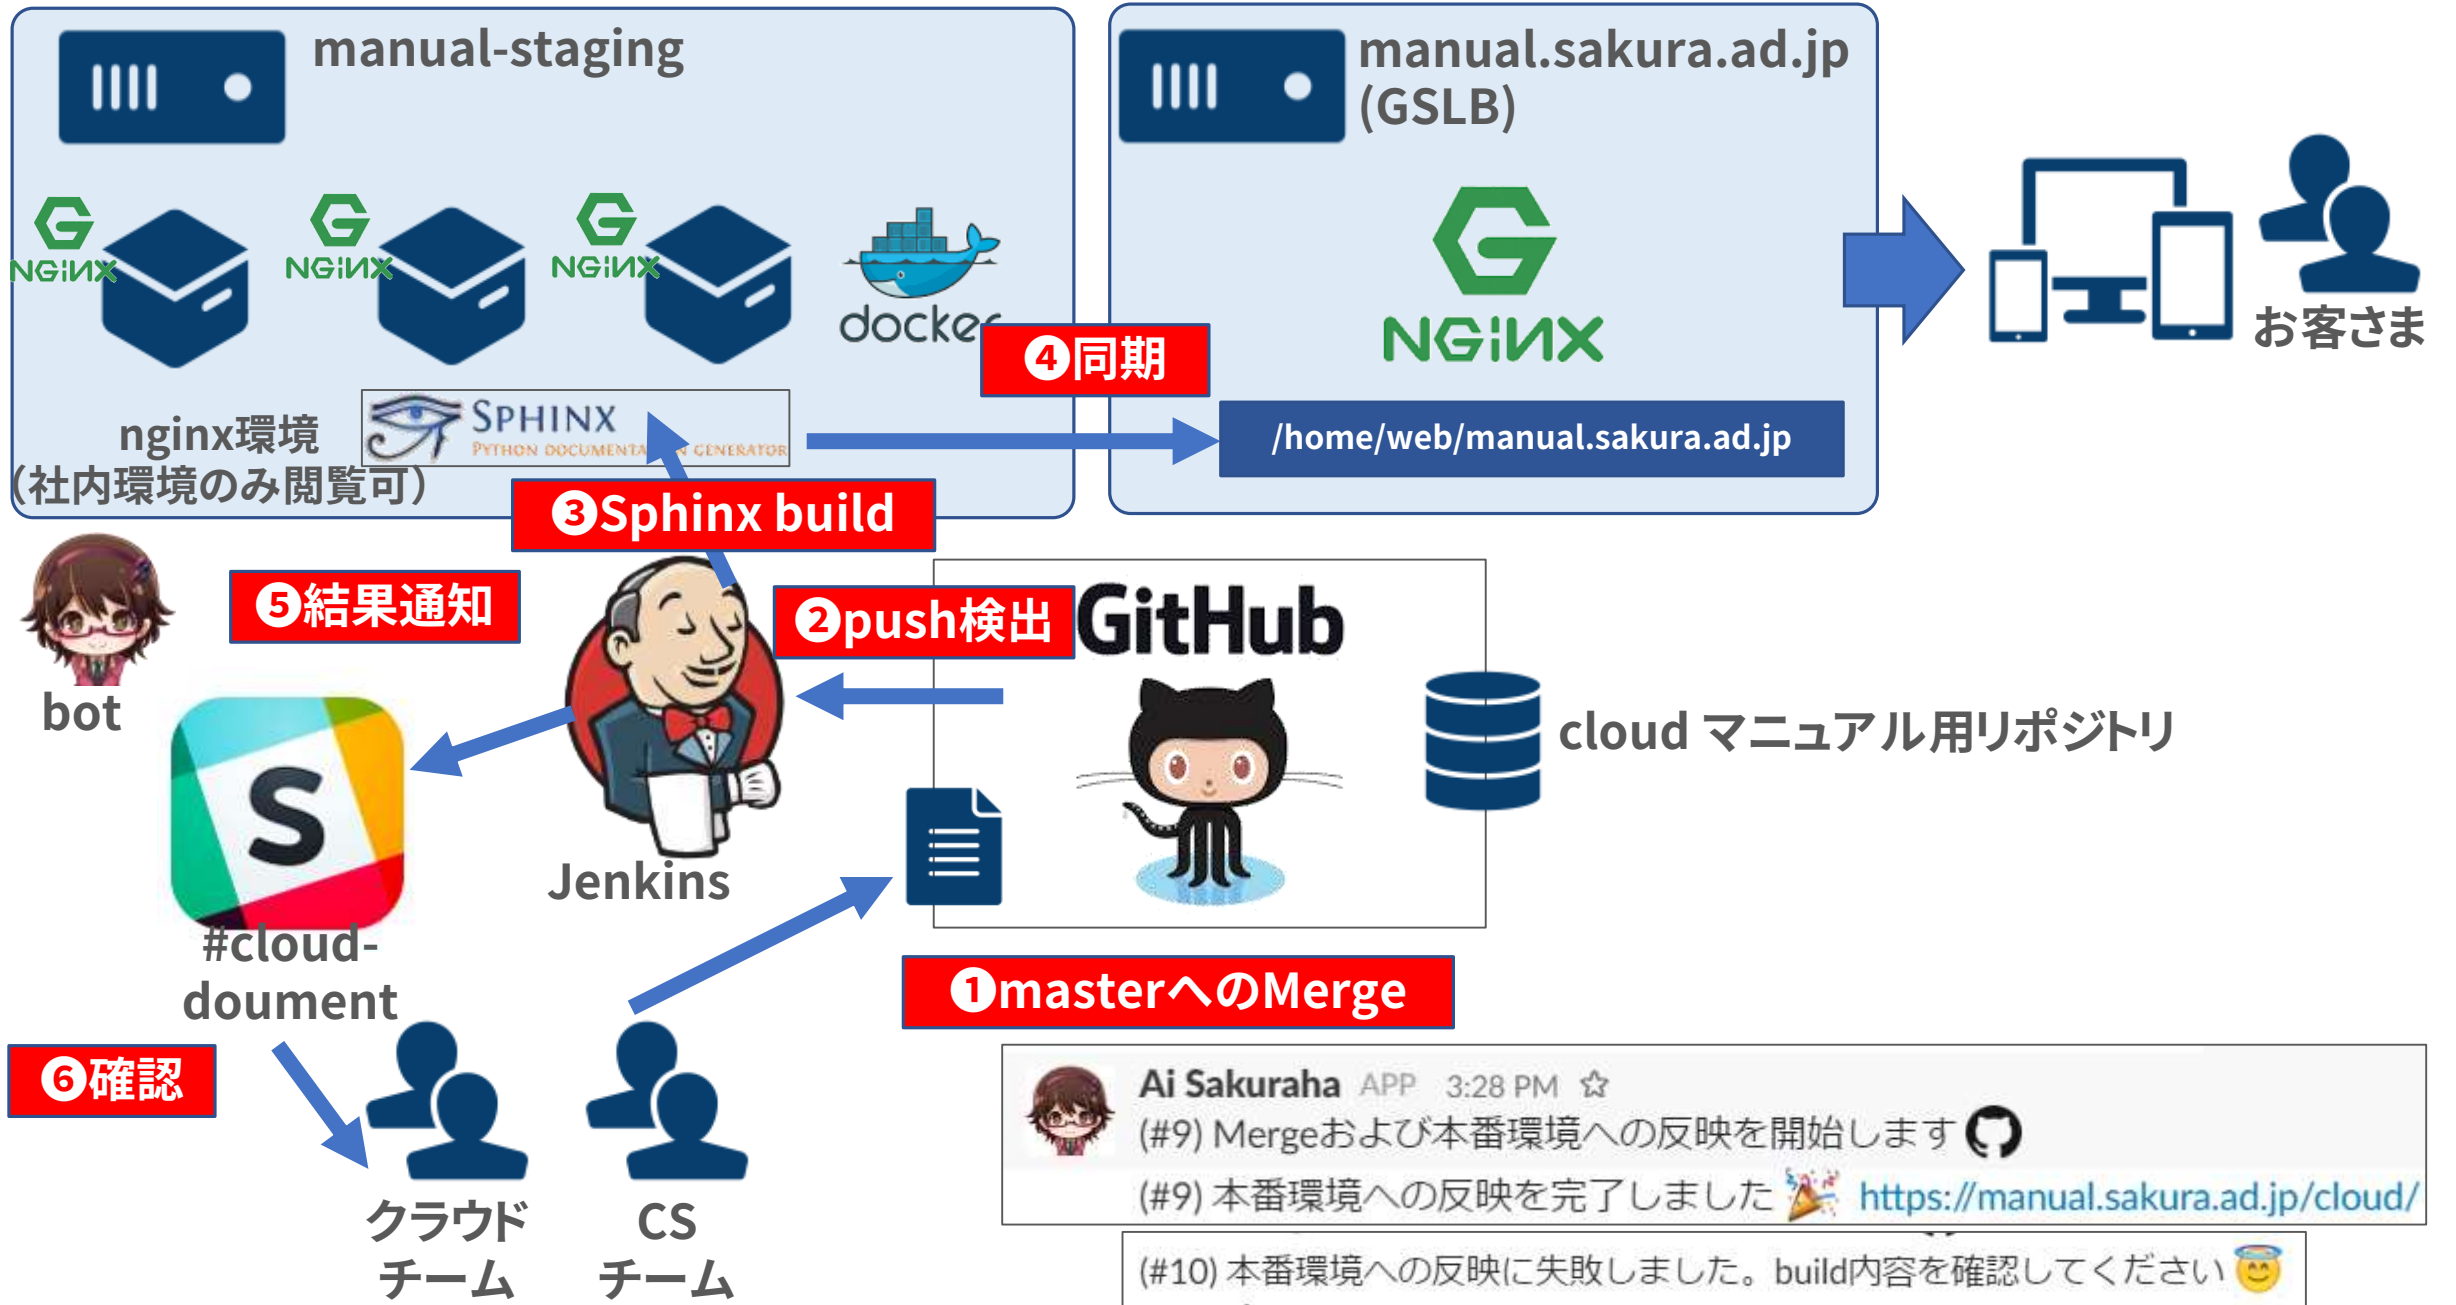 manual-staging
manual.sakura.ad.jp
(GSLB)
NGiNX
NGiNX
NGiNX
docker
NGiNX
お客さま
❹同期
nginx環境
（社内環境のみ閲覧可）
SPHINX
PYTHON DOCUMENTATION GENERATOR
/home/web/manual.sakura.ad.jp
❸Sphinx build
❺結果通知
❷push検出
GitHub
bot
S
cloud マニュアル用リポジトリ
Jenkins
#cloud-
doument
❶masterへのMerge
❻確認
クラウド
チーム
CS
チーム
Ai Sakuraha APP 3:28 PM ☆
(#9) Mergeおよび本番環境への反映を開始します
(#9) 本番環境への反映を完了しました 🎉 https://manual.sakura.ad.jp/cloud/
(#10) 本番環境への反映に失敗しました。build内容を確認してください 😇